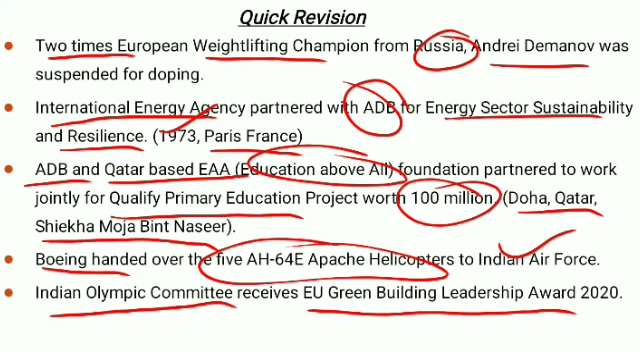 Quick Revision
Two times European Weightlifting Champion from Russia, Andrei Demanov was
suspended for doping.
International Energy Agency partnered with ADB for Energy Sector Sustainability
and Resilience. (1973, Paris France)
ADB and Qatar based EAA (Education above All) foundation partnered to work
jointly for Qualify Primary Education Project worth 100 million. (Doha, Qatar,
Shiekha Moja Bint Naseer).
Boeing handed over the five AH-64E Apache Helicopters to Indian Air Force.
Indian Olympic Committee receives EU Green Building Leadership Award 2020.